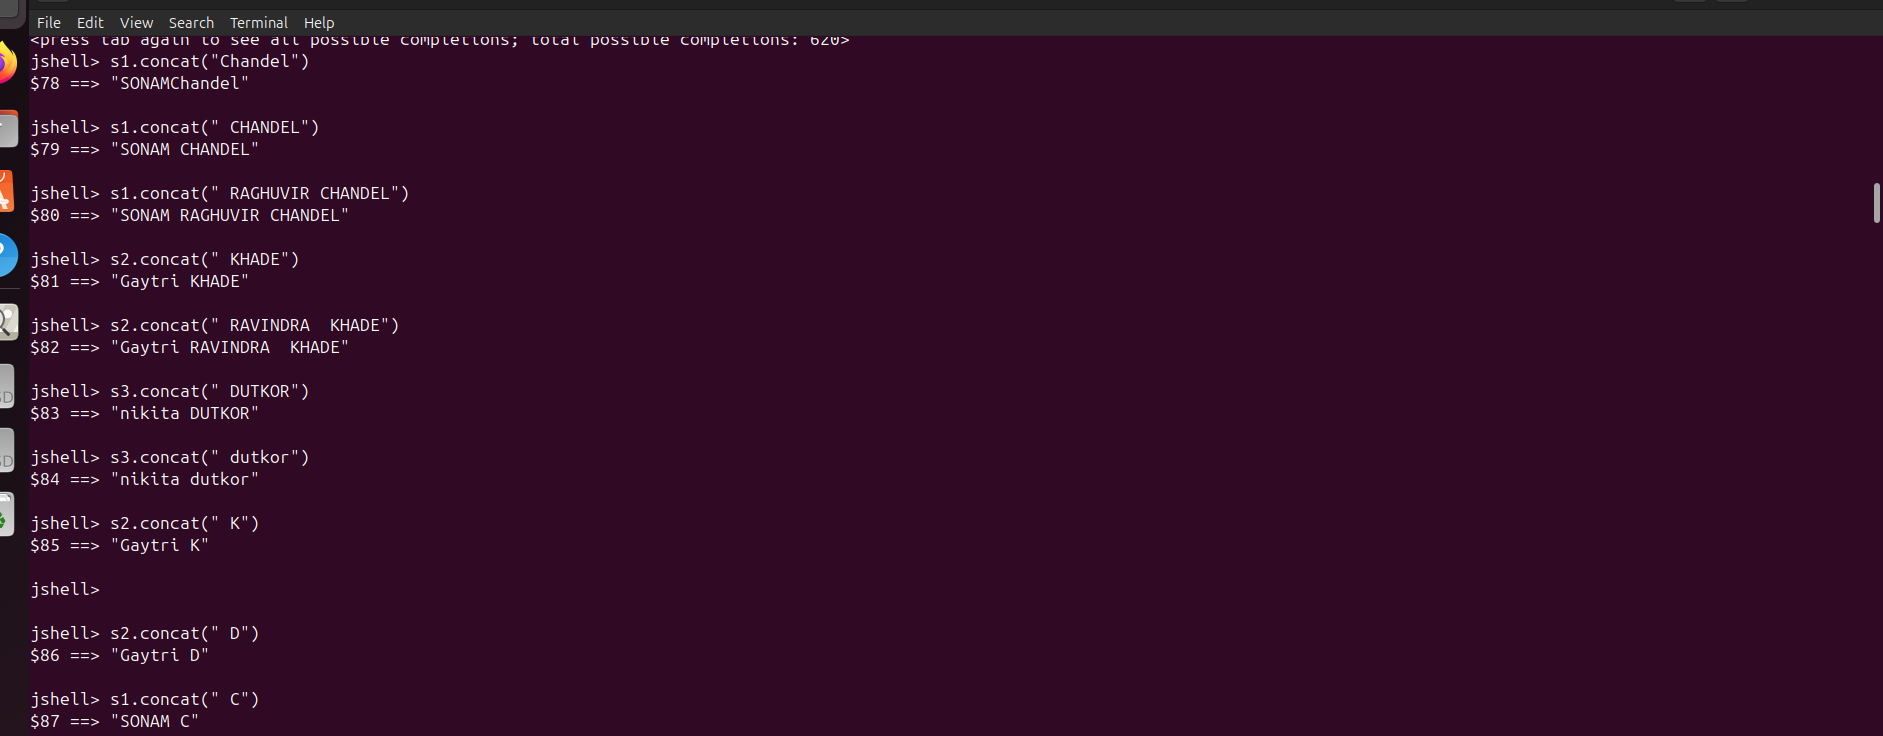 File Edit View Search Terminal Help
<press tab again to see all possible completions; total possible completions: 620>
jshell> s1.concat("Chandel")
$78 ==> "SONAMChandel"
jshell> s1.concat(" CHANDEL")
$79 ==> "SONAM CHANDEL"
jshell> s1.concat(" RAGHUVIR CHANDEL")
$80 ==> "SONAM RAGHUVIR CHANDEL"
jshell> s2.concat(" KHADE")
$81 ==> "Gaytri KHADE"
jshell> s2.concat(" RAVINDRA  KHADE")
$82 ==> "Gaytri RAVINDRA  KHADE"
jshell> s3.concat(" DUTKOR")
$83 ==> "nikita DUTKOR"
jshell> s3.concat(" dutkor")
$84 ==> "nikita dutkor"
jshell> s2.concat(" K")
$85 ==> "Gaytri K"
jshell>
jshell> s2.concat(" D")
$86 ==> "Gaytri D"
jshell> s1.concat(" C")
$87 ==> "SONAM C"